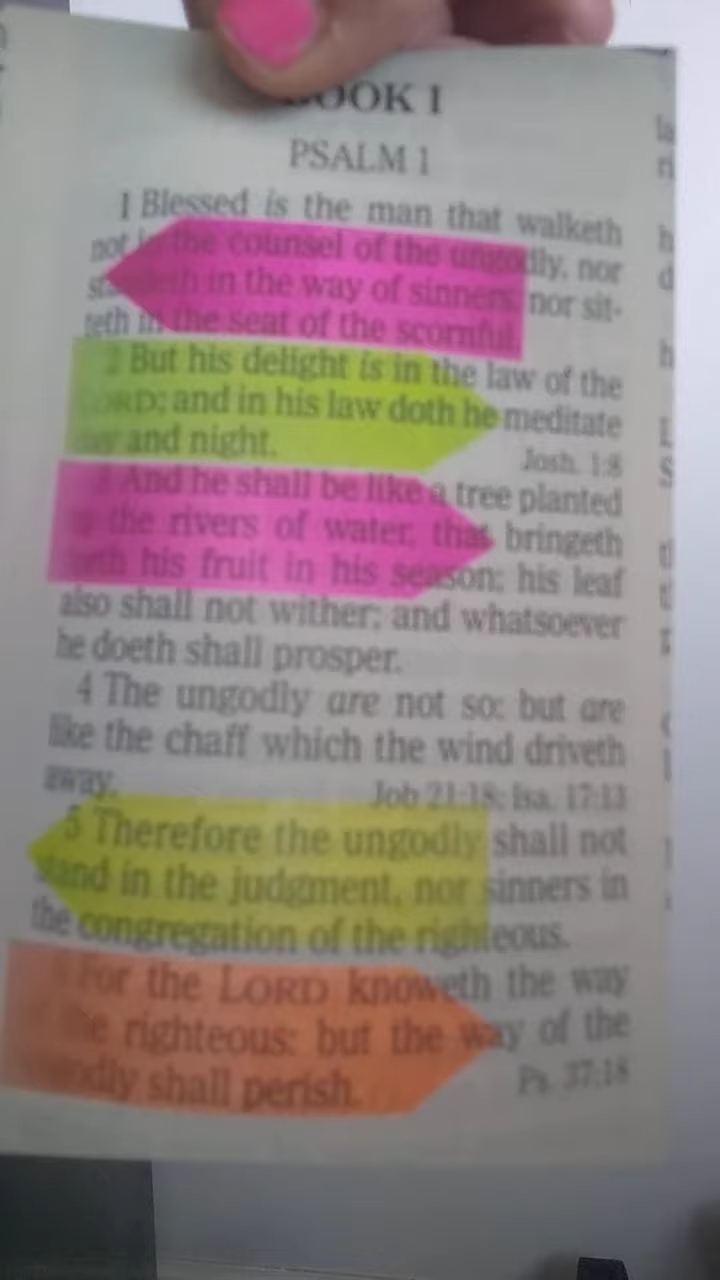 BOOK I
PSALM 1
1 Blessed is the man that walketh
not in the counsel of the ungodly, nor
standeth in the way of sinners, nor sit-
teth in the seat of the scornful.
2 But his delight is in the law of the
LORD; and in his law doth he meditate
day and night. Josh. 1:8
3 And he shall be like a tree planted
by the rivers of water, that bringeth
forth his fruit in his season; his leaf
also shall not wither; and whatsoever
he doeth shall prosper.
4 The ungodly are not so: but are
like the chaff which the wind driveth
away. Job 21:18; Isa. 17:13
5 Therefore the ungodly shall not
stand in the judgment, nor sinners in
the congregation of the righteous.
For the LORD knoweth the way
the righteous: but the way of the
shall perish. Ps. 37:18